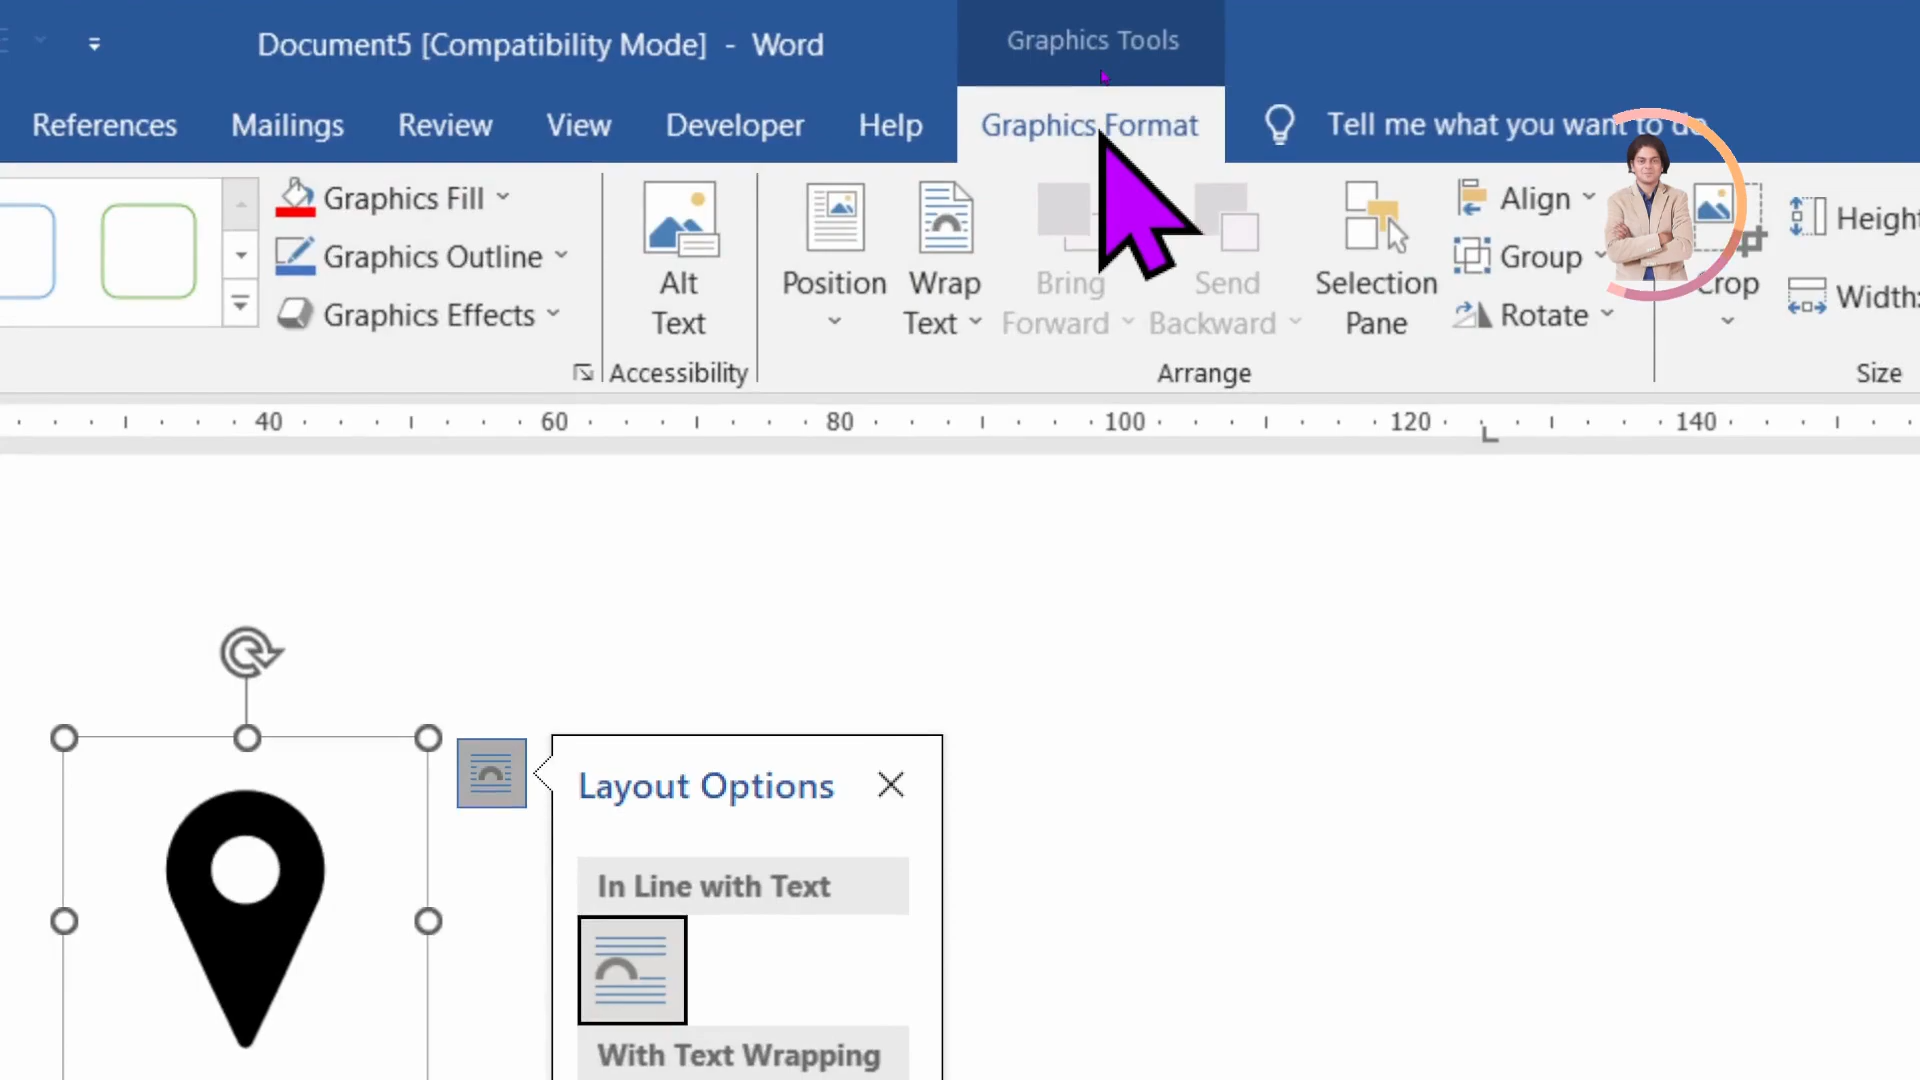 Document5 [Compatibility Mode] - Word
Graphics Tools
References Mailings Review View Developer Help Graphics Format Tell me what you want to do
Graphics Fill
Graphics Outline
Graphics Effects
Alt Text
Accessibility
Position
Wrap Text
Bring Forward
Send Backward
Selection Pane
Align
Group
Rotate
Arrange
Crop
Width:
Size
40 60 80 100 120 140
Layout Options
In Line with Text
With Text Wrapping